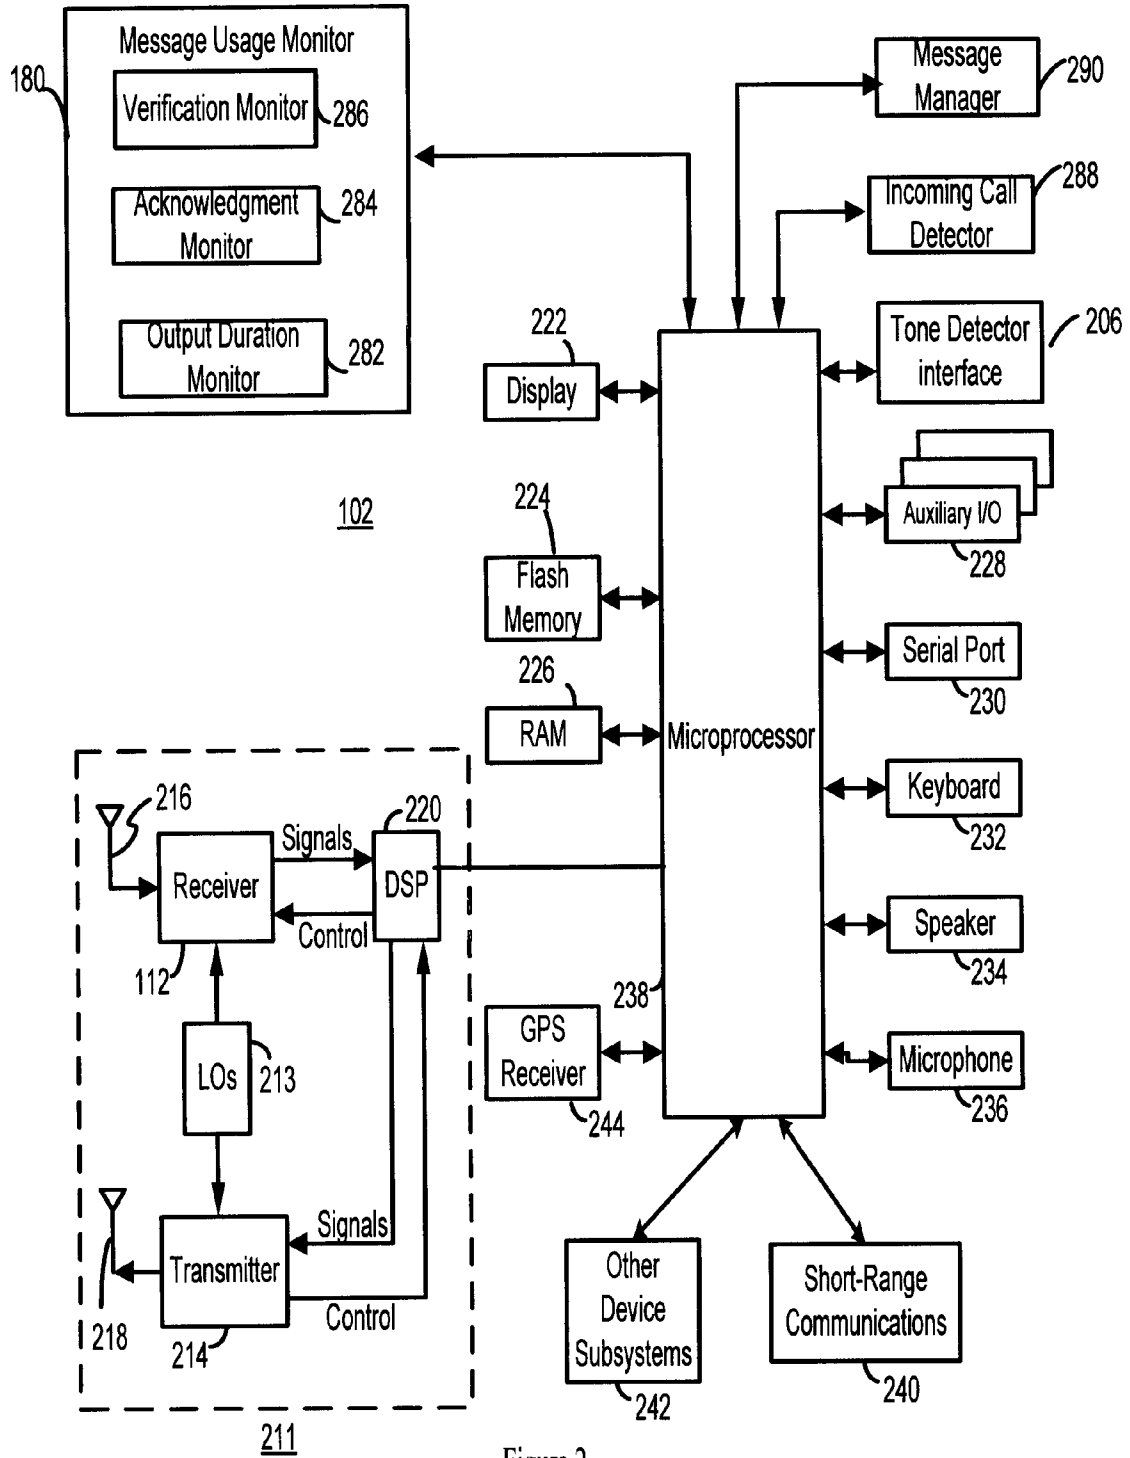 Message Usage Monitor
180
Verification Monitor
286
Acknowledgment
Monitor
284
Output Duration
Monitor
282
Message
Manager
290
Incoming Call
Detector
288
Tone Detector
interface
206
222
Display
102
224
Flash
Memory
226
RAM
Microprocessor
238
Auxiliary I/O
228
Serial Port
230
Keyboard
232
Speaker
234
Microphone
236
216
Receiver
112
Signals
Control
220
DSP
LOs
213
218
Transmitter
214
Signals
Control
211
GPS
Receiver
244
Other
Device
Subsystems
242
Short-Range
Communications
240
Figure 2